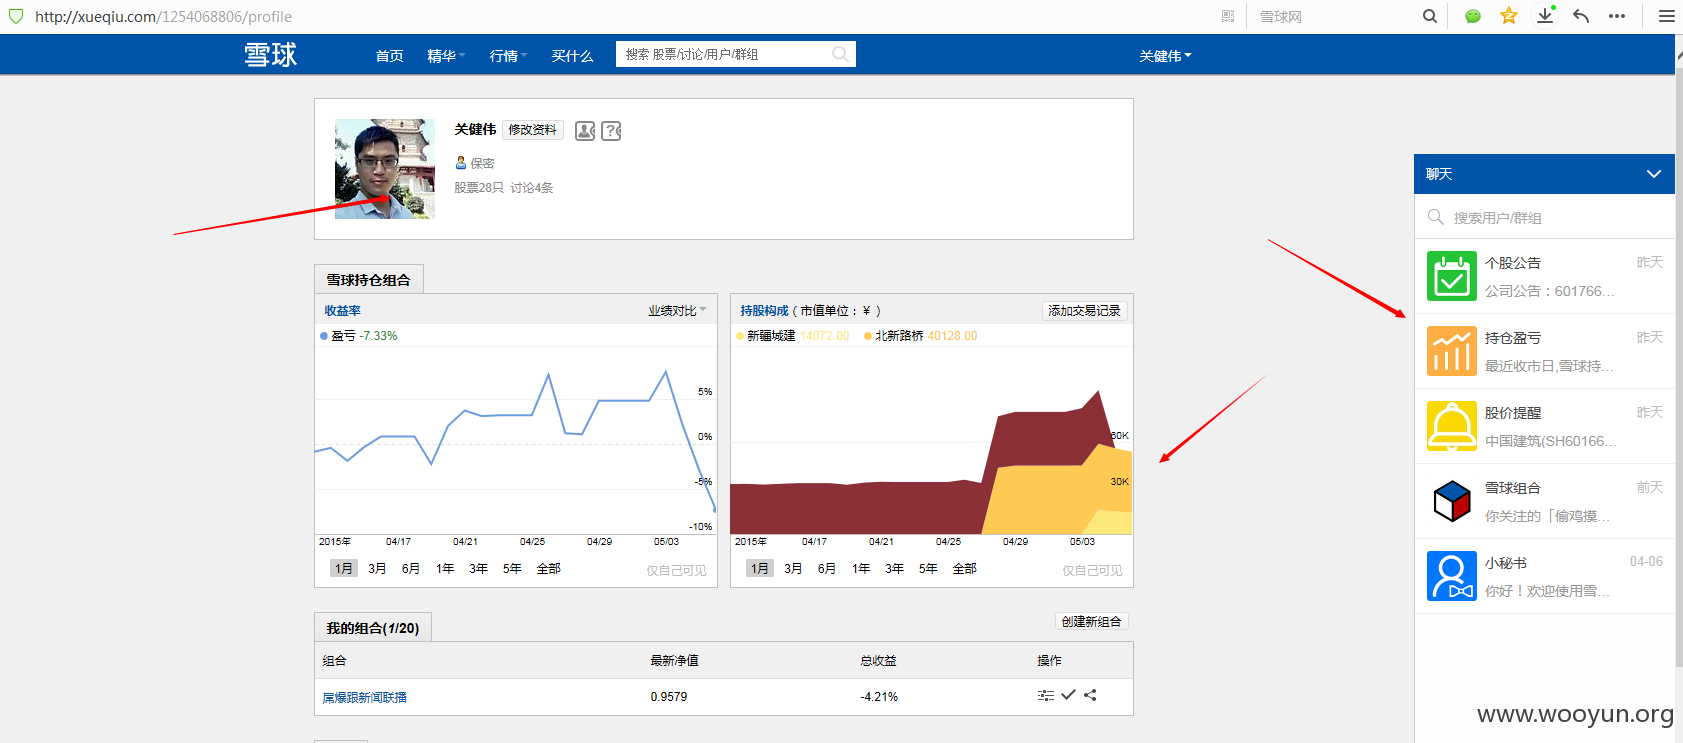 http://xueqiu.com/1254068806/profile
雪球网
雪球 首页 精华 行情 买什么 搜索 股票/讨论/用户/群组 关健伟
关健伟 修改资料
保密
股票28只 讨论4条
雪球持仓组合
收益率 业绩对比
盈亏 -7.33%
5%
0%
-5%
-10%
2015年 04/17 04/21 04/25 04/29 05/03
1月 3月 6月 1年 3年 5年 全部 仅自己可见
持股构成 ( 市值单位：¥ ) 添加交易记录
新疆城建 14072.00 北新路桥 40128.00
60K
30K
2015年 04/17 04/21 04/25 04/29 05/03
1月 3月 6月 1年 3年 5年 全部 仅自己可见
我的组合(1/20) 创建新组合
组合 最新净值 总收益 操作
屌爆跟新闻联播 0.9579 -4.21%
聊天
搜索用户/群组
个股公告 昨天
公司公告：601766...
持仓盈亏 昨天
最近收市日,雪球持...
股价提醒 昨天
中国建筑(SH60166...
雪球组合 前天
你关注的「偷鸡摸...
小秘书 04-06
你好！欢迎使用雪...
www.wooyun.org